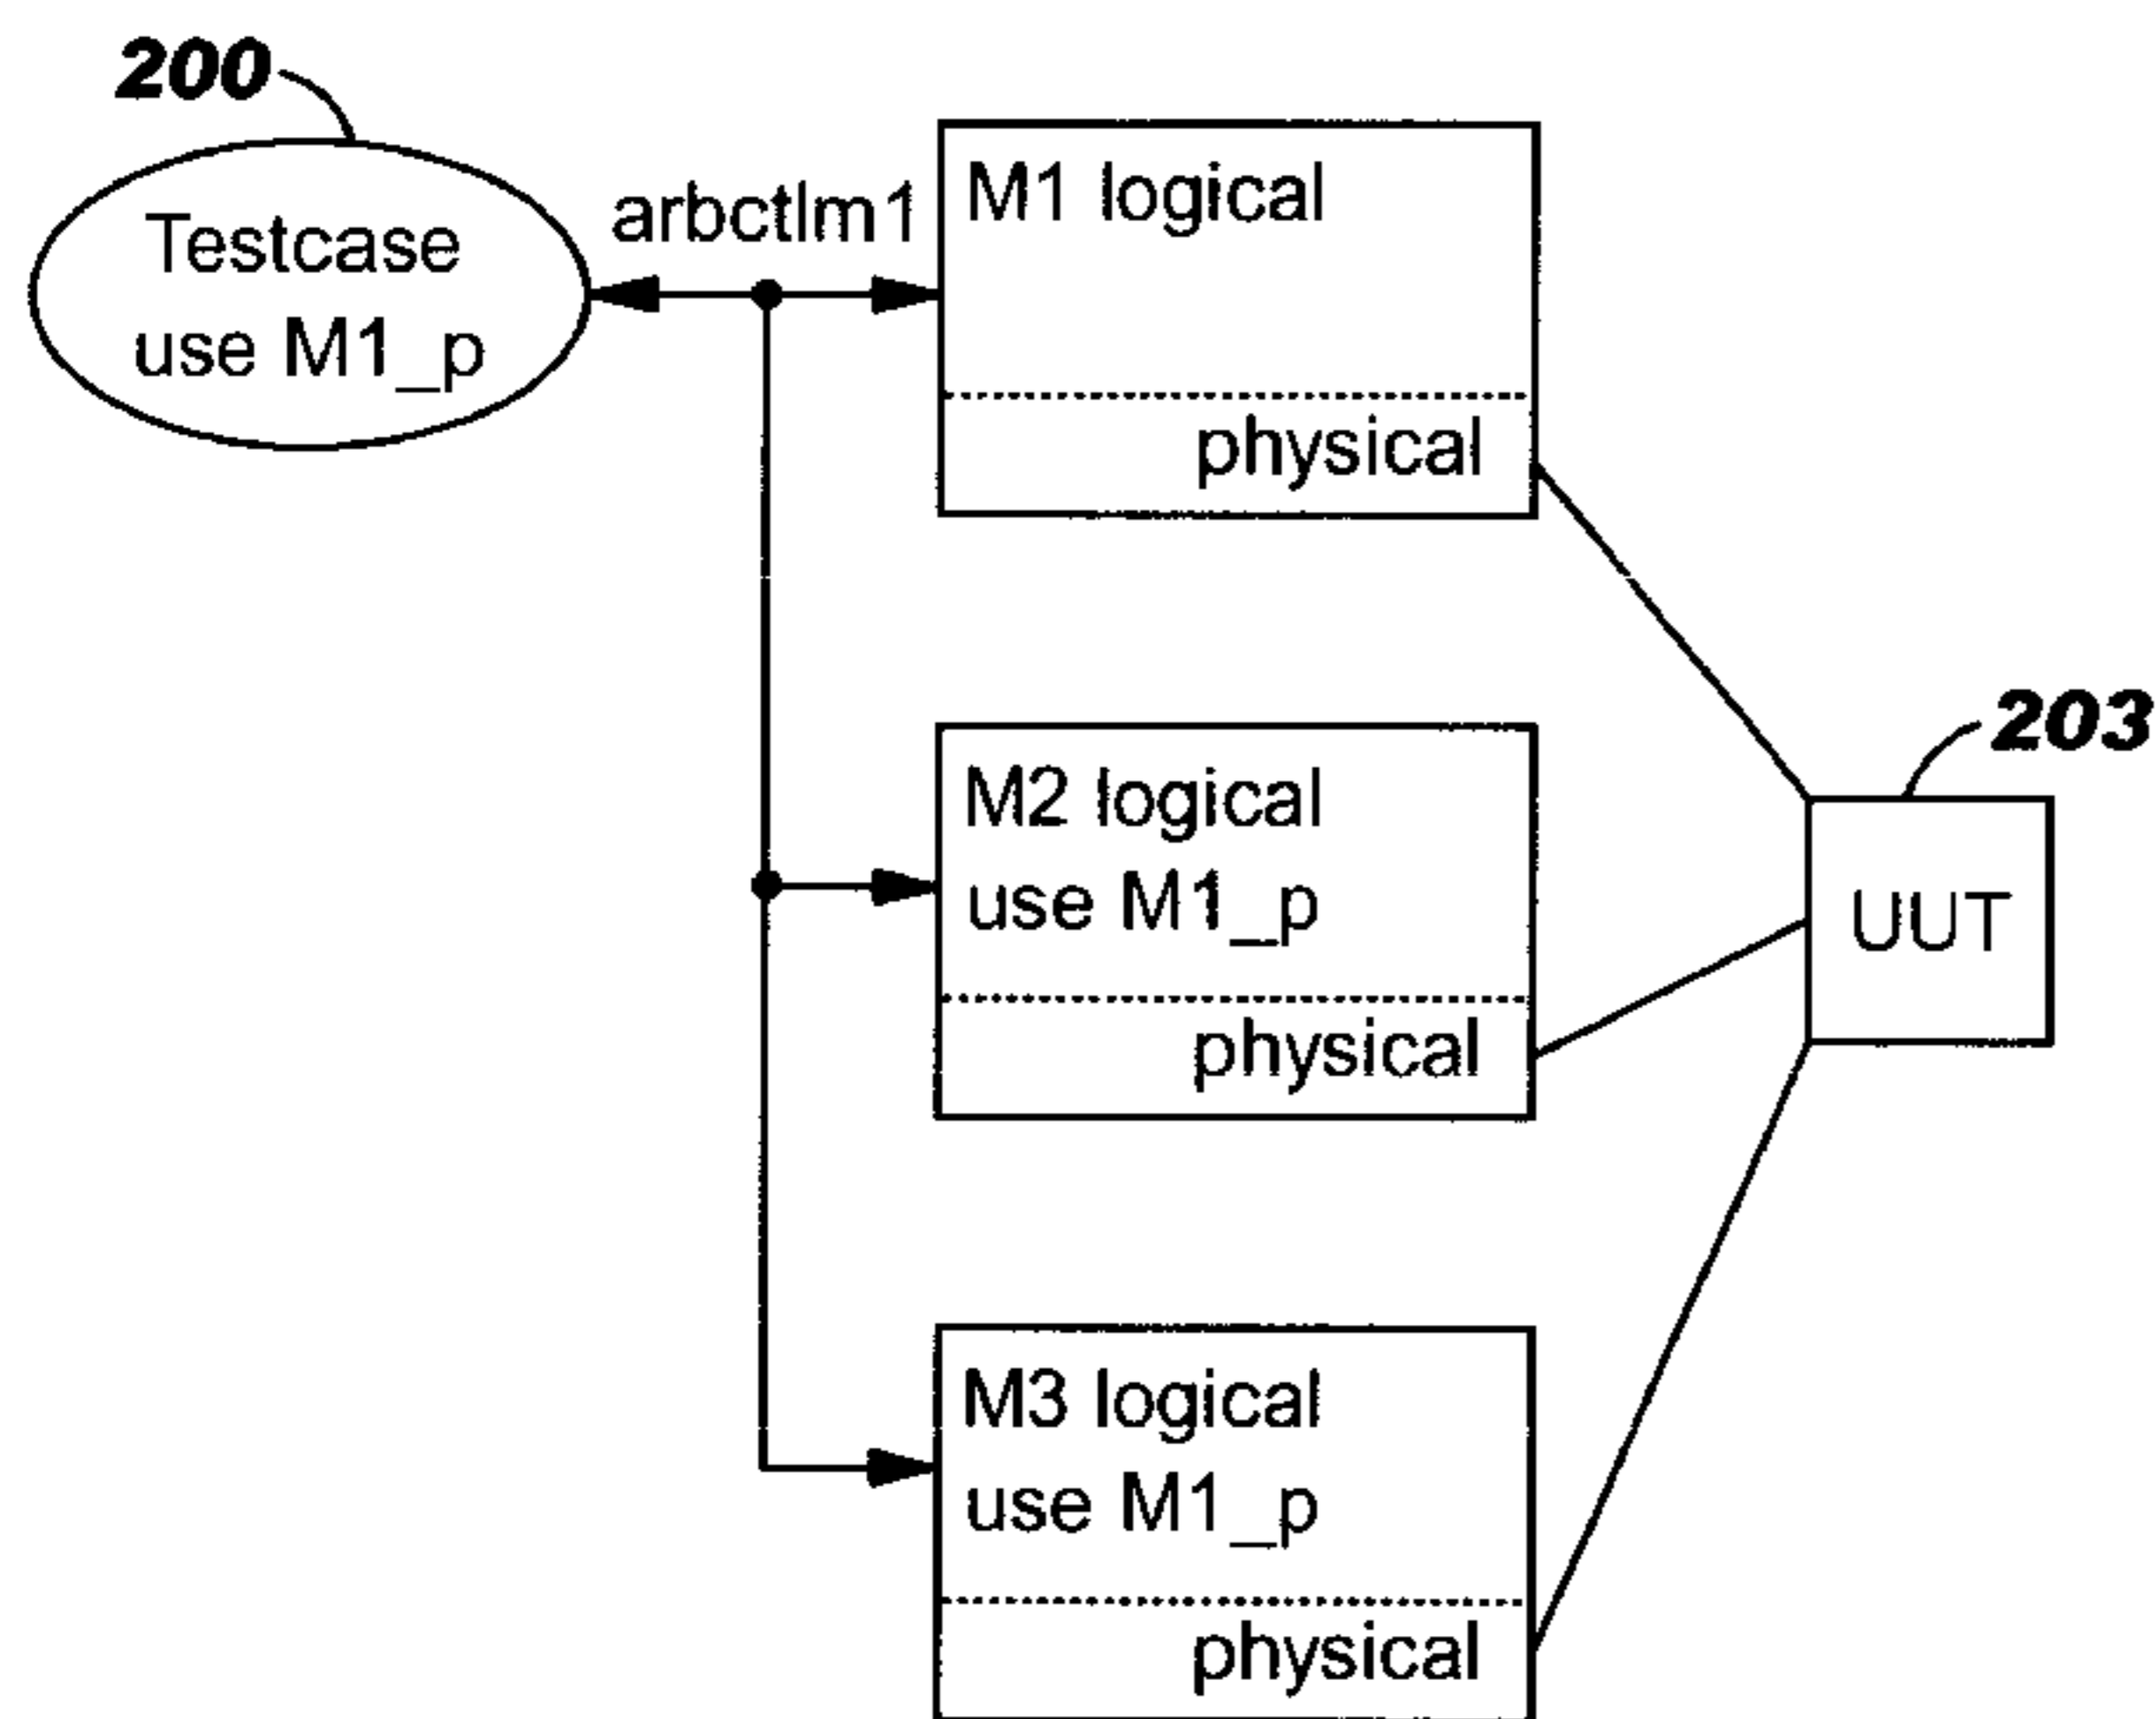 200
Testcase
use M1_p
arbctlm1
M1 logical
physical
M2 logical
use M1_p
physical
203
UUT
M3 logical
use M1_p
physical